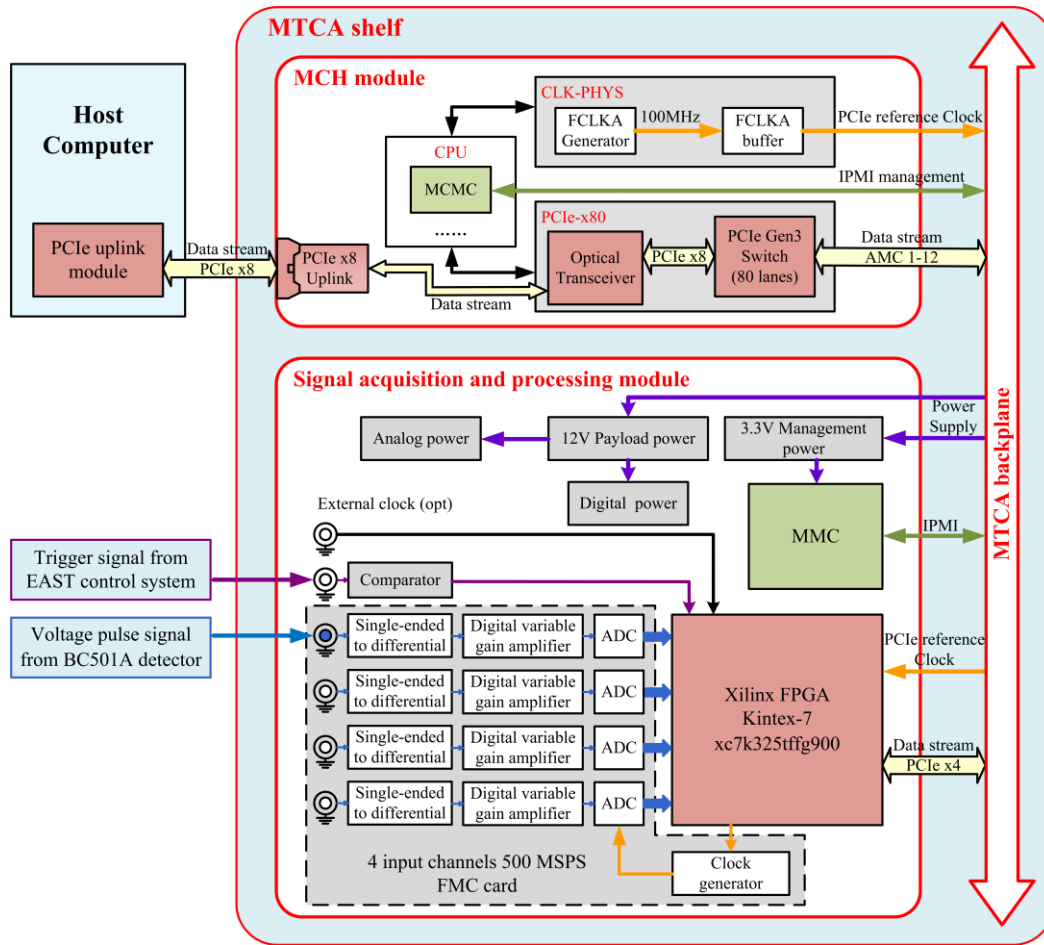 MTCA shelf
Host
Computer
PCIe uplink
module
Data stream
PCIe x8
MCH module
CLK-PHYS
FCLKA
Generator
100MHz
FCLKA
buffer
PCIe reference Clock
CPU
MCMC
......
IPMI management
PCIe-x80
PCIe x8
Uplink
Data stream
Optical
Transceiver
PCIe x8
PCIe Gen3
Switch
(80 lanes)
Data stream
AMC 1-12
MTCA backplane
Signal acquisition and processing module
Power
Supply
Analog power
12V Payload power
3.3V Management
power
Digital power
MMC
IPMI
External clock (opt)
Trigger signal from
EAST control system
Comparator
Voltage pulse signal
from BC501A detector
Single-ended
to differential
Digital variable
gain amplifier
ADC
Single-ended
to differential
Digital variable
gain amplifier
ADC
Single-ended
to differential
Digital variable
gain amplifier
ADC
Single-ended
to differential
Digital variable
gain amplifier
ADC
Xilinx FPGA
Kintex-7
xc7k325tffg900
PCIe reference
Clock
Data stream
PCIe x4
4 input channels 500 MSPS
FMC card
Clock
generator